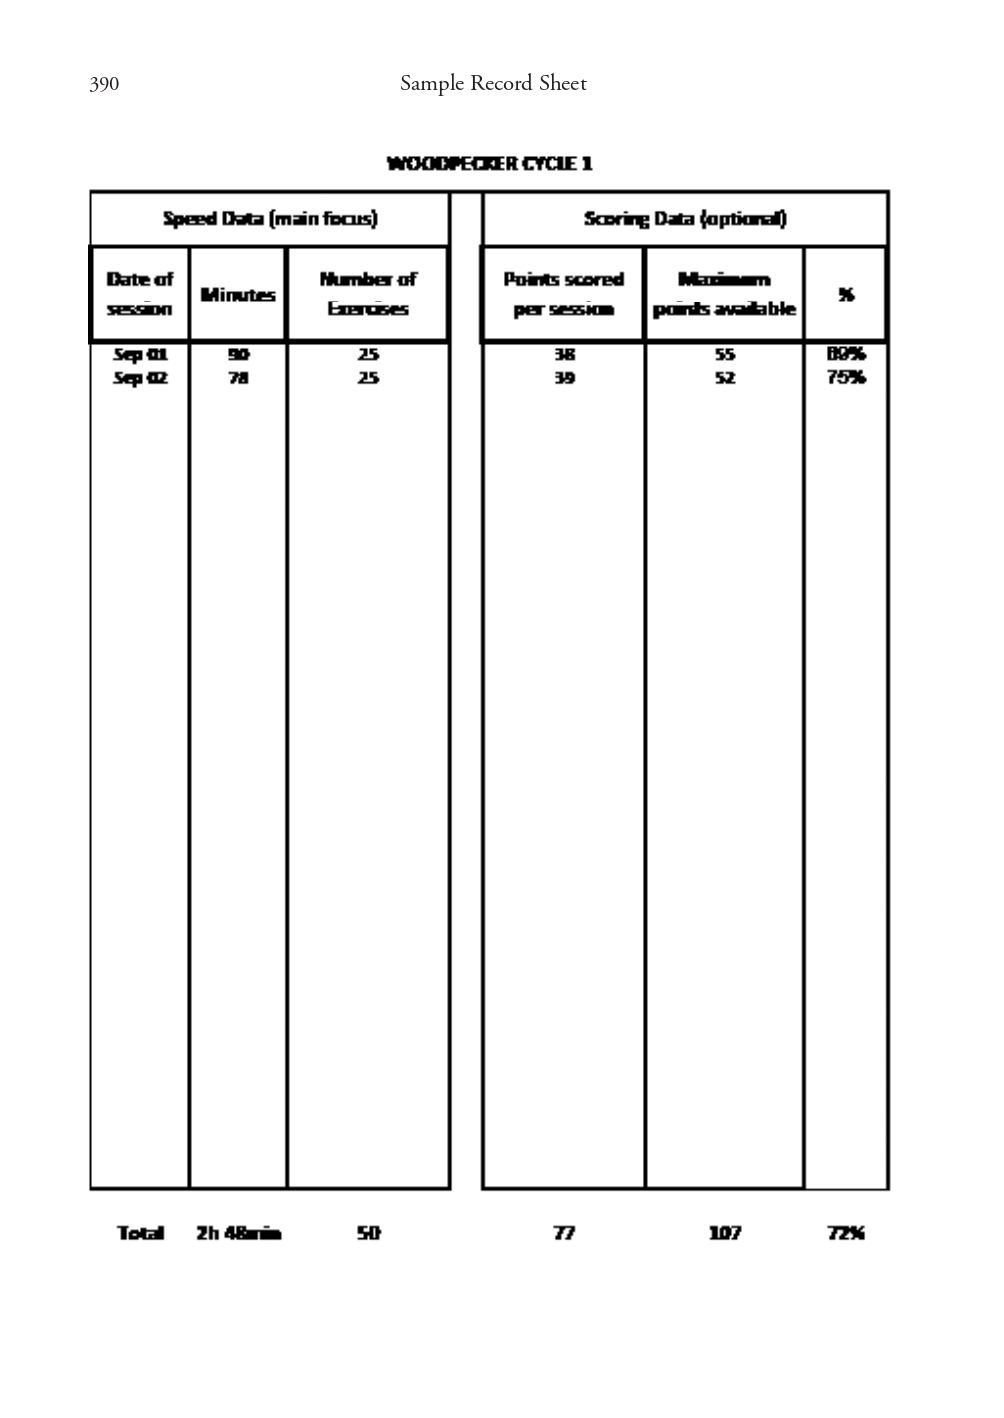 390
Sample Record Sheet
WOODPECKER CYCLE 1
Speed Data (main focus)
Scoring Data (optional)
Date of session
Minutes
Number of Exercises
Points scored per session
Maximum points available
%
Sep 01 90 25 38 55
Sep 02 78 25 39 52 75%
Total 2h 48min 50 77 107 72%